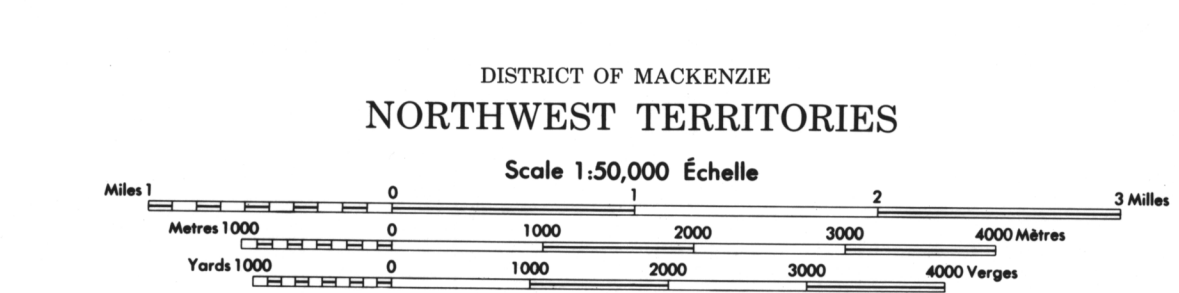 DISTRICT OF MACKENZIE
NORTHWEST TERRITORIES
Scale 1:50,000 Échelle
Miles 1 0 1 2 3 Milles
Metres 1000 0 1000 2000 3000 4000 Mètres
Yards 1000 0 1000 2000 3000 4000 Verges